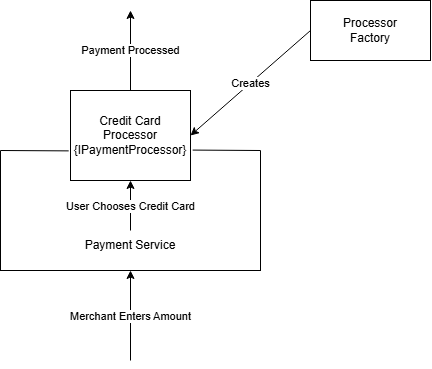 Processor
Factory
Payment Processed
Creates
Credit Card
Processor
{IPaymentProcessor}
User Chooses Credit Card
Payment Service
Merchant Enters Amount